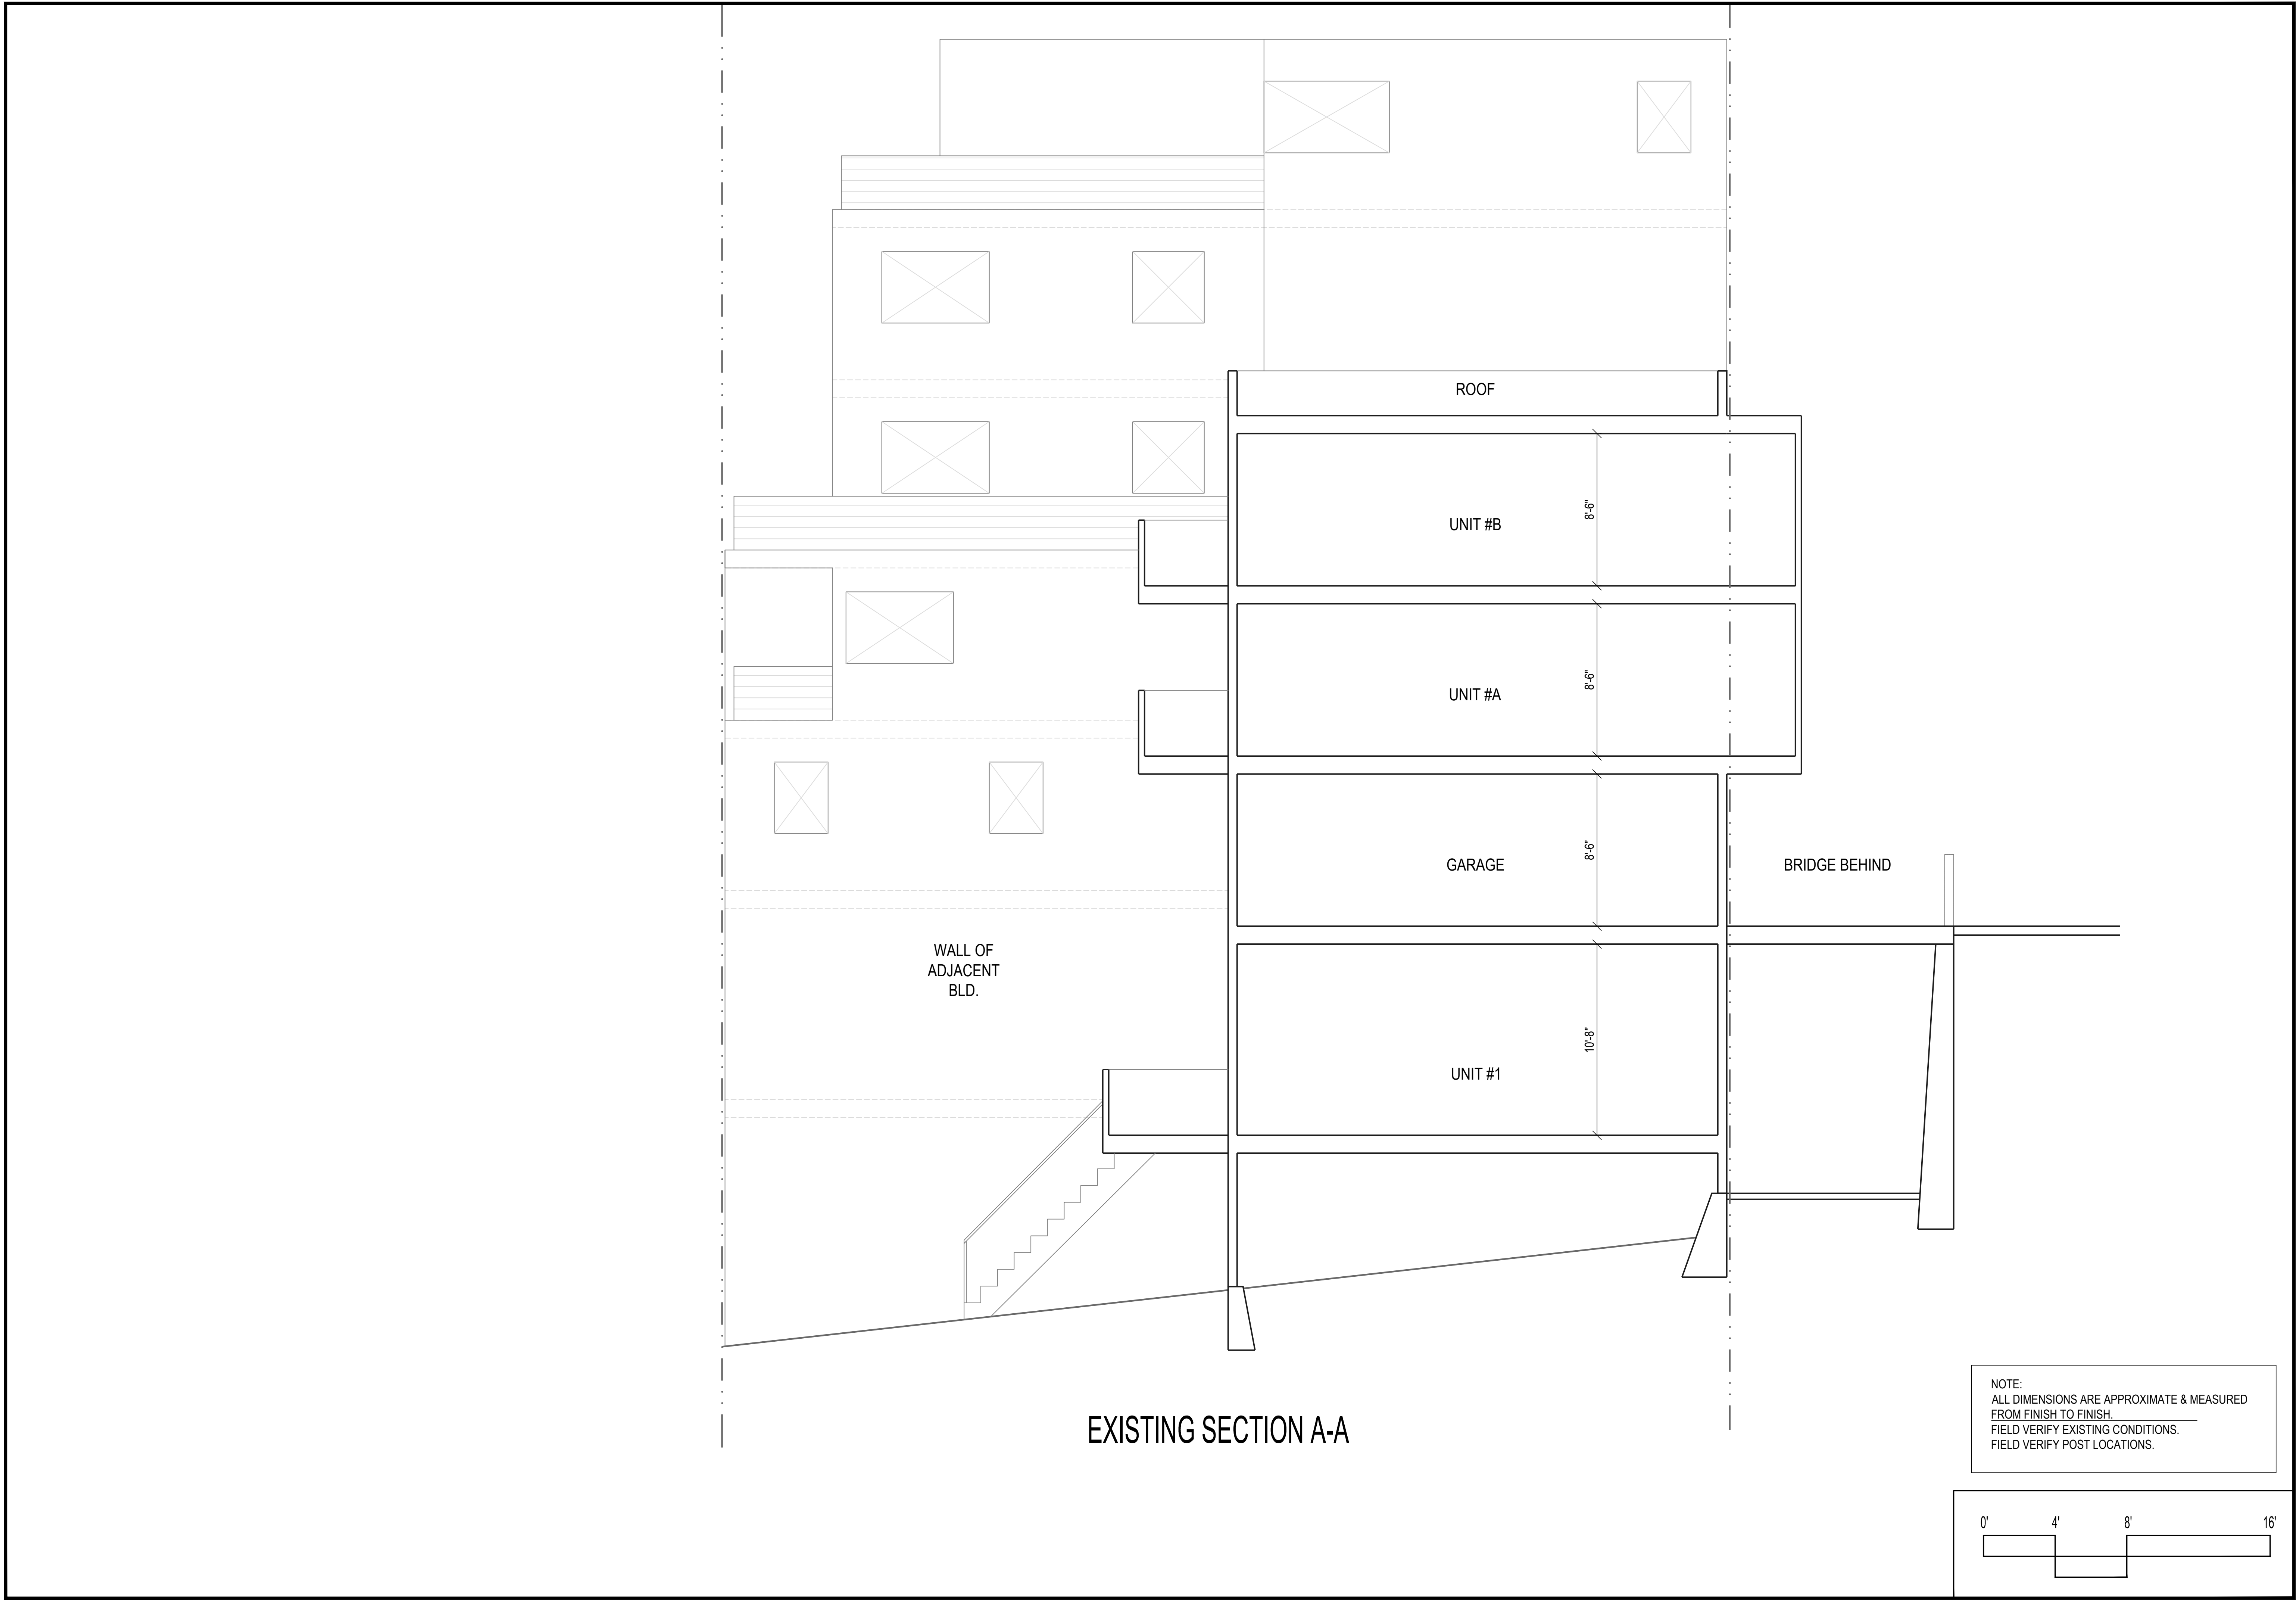 ROOF
8'-6"
UNIT #B
8'-6"
UNIT #A
8'-6"
GARAGE
BRIDGE BEHIND
WALL OF
ADJACENT
BLD.
10'-8"
UNIT #1
EXISTING SECTION A-A
NOTE:
ALL DIMENSIONS ARE APPROXIMATE & MEASURED
FROM FINISH TO FINISH.
FIELD VERIFY EXISTING CONDITIONS.
FIELD VERIFY POST LOCATIONS.
0' 4' 8' 16'